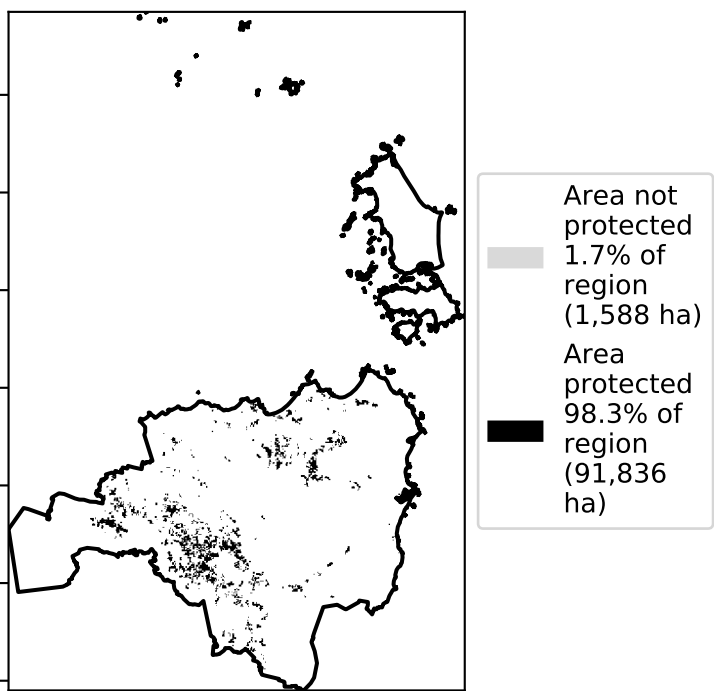 Area not
protected
1.7% of
region
(1,588 ha)
Area
protected
98.3% of
region
(91,836
ha)